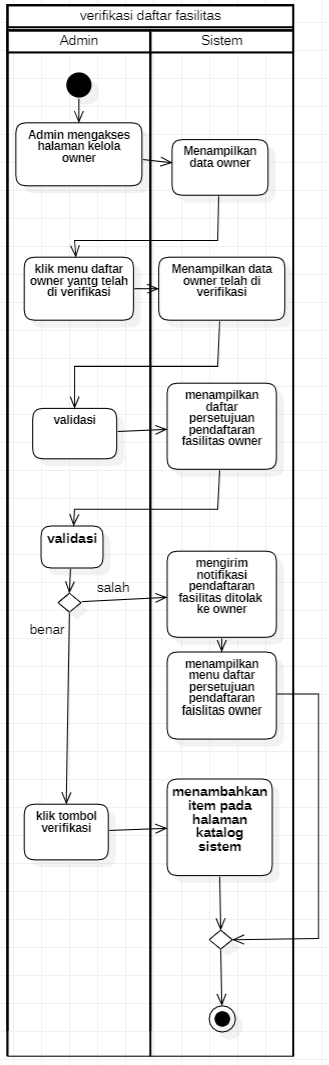 verifikasi daftar fasilitas
Admin
Sistem
Admin mengakses
halaman kelola
owner
Menampilkan
data owner
klik menu daftar
owner yantg telah
di verifikasi
Menampilkan data
owner telah di
verifikasi
validasi
menampilkan
daftar
persetujuan
pendaftaran
fasilitas owner
validasi
salah
benar
mengirim
notifikasi
pendaftaran
fasilitas ditolak
ke owner
menampilkan
menu daftar
persetujuan
pendaftaran
faislitas owner
klik tombol
verifikasi
menambahkan
item pada
halaman
katalog
sistem